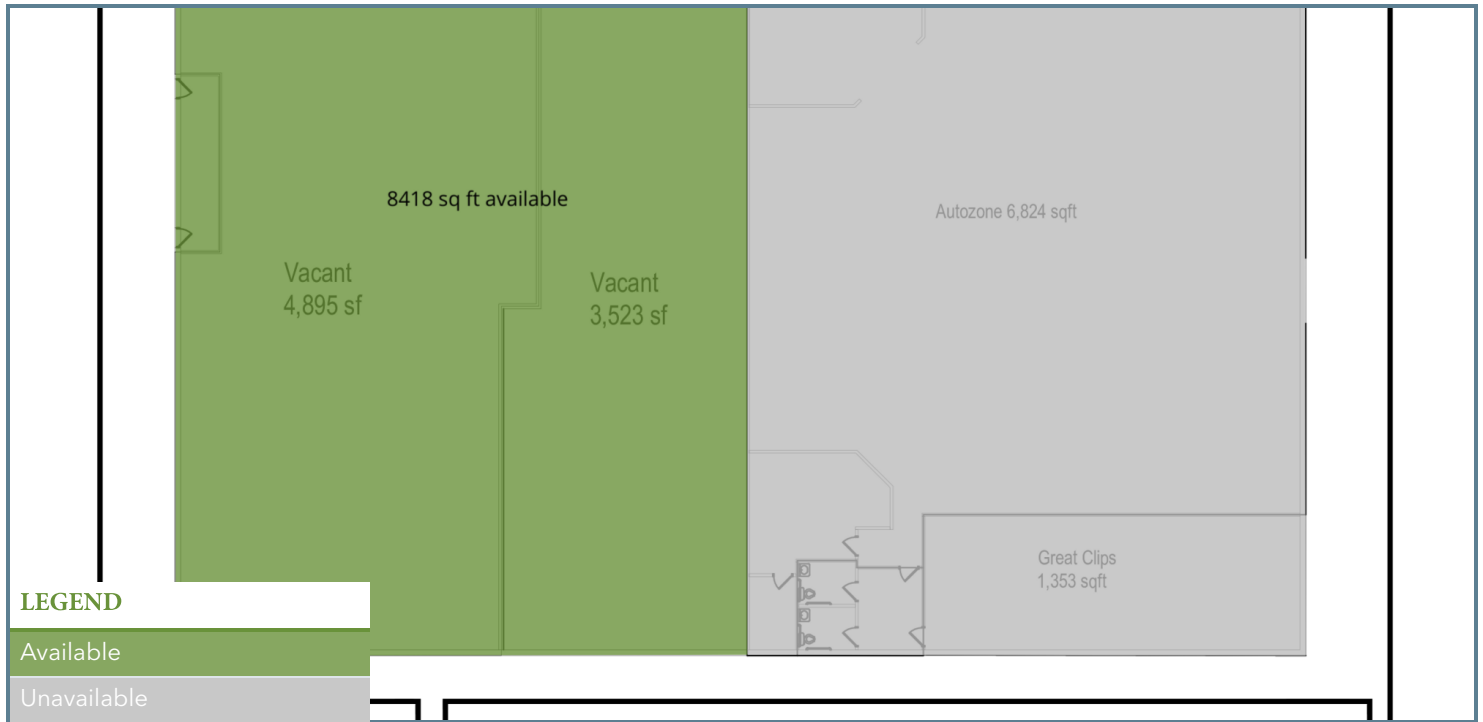 8418 sq ft available
Autozone 6,824 sqft
Vacant
4,895 sf
Vacant
3,523 sf
Great Clips
1,353 sqft
LEGEND
Available
Unavailable